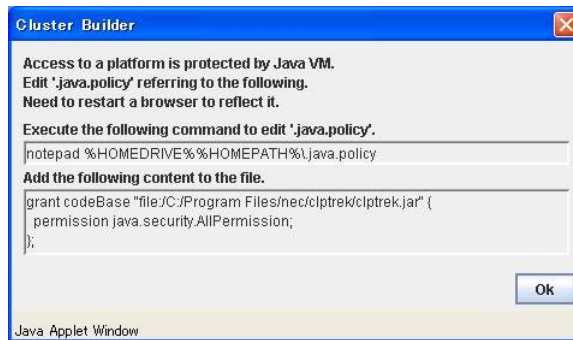 Cluster Builder
Access to a platform is protected by Java VM.
Edit '.java.policy' referring to the following.
Need to restart a browser to reflect it.
Execute the following command to edit '.java.policy'.
notepad %HOMEDRIVE%%HOMEPATH%\.java.policy
Add the following content to the file.
grant codeBase "file:/C:/Program Files/nec/clptrek/clptrek.jar" {
  permission java.security.AllPermission;
};
Ok
Java Applet Window